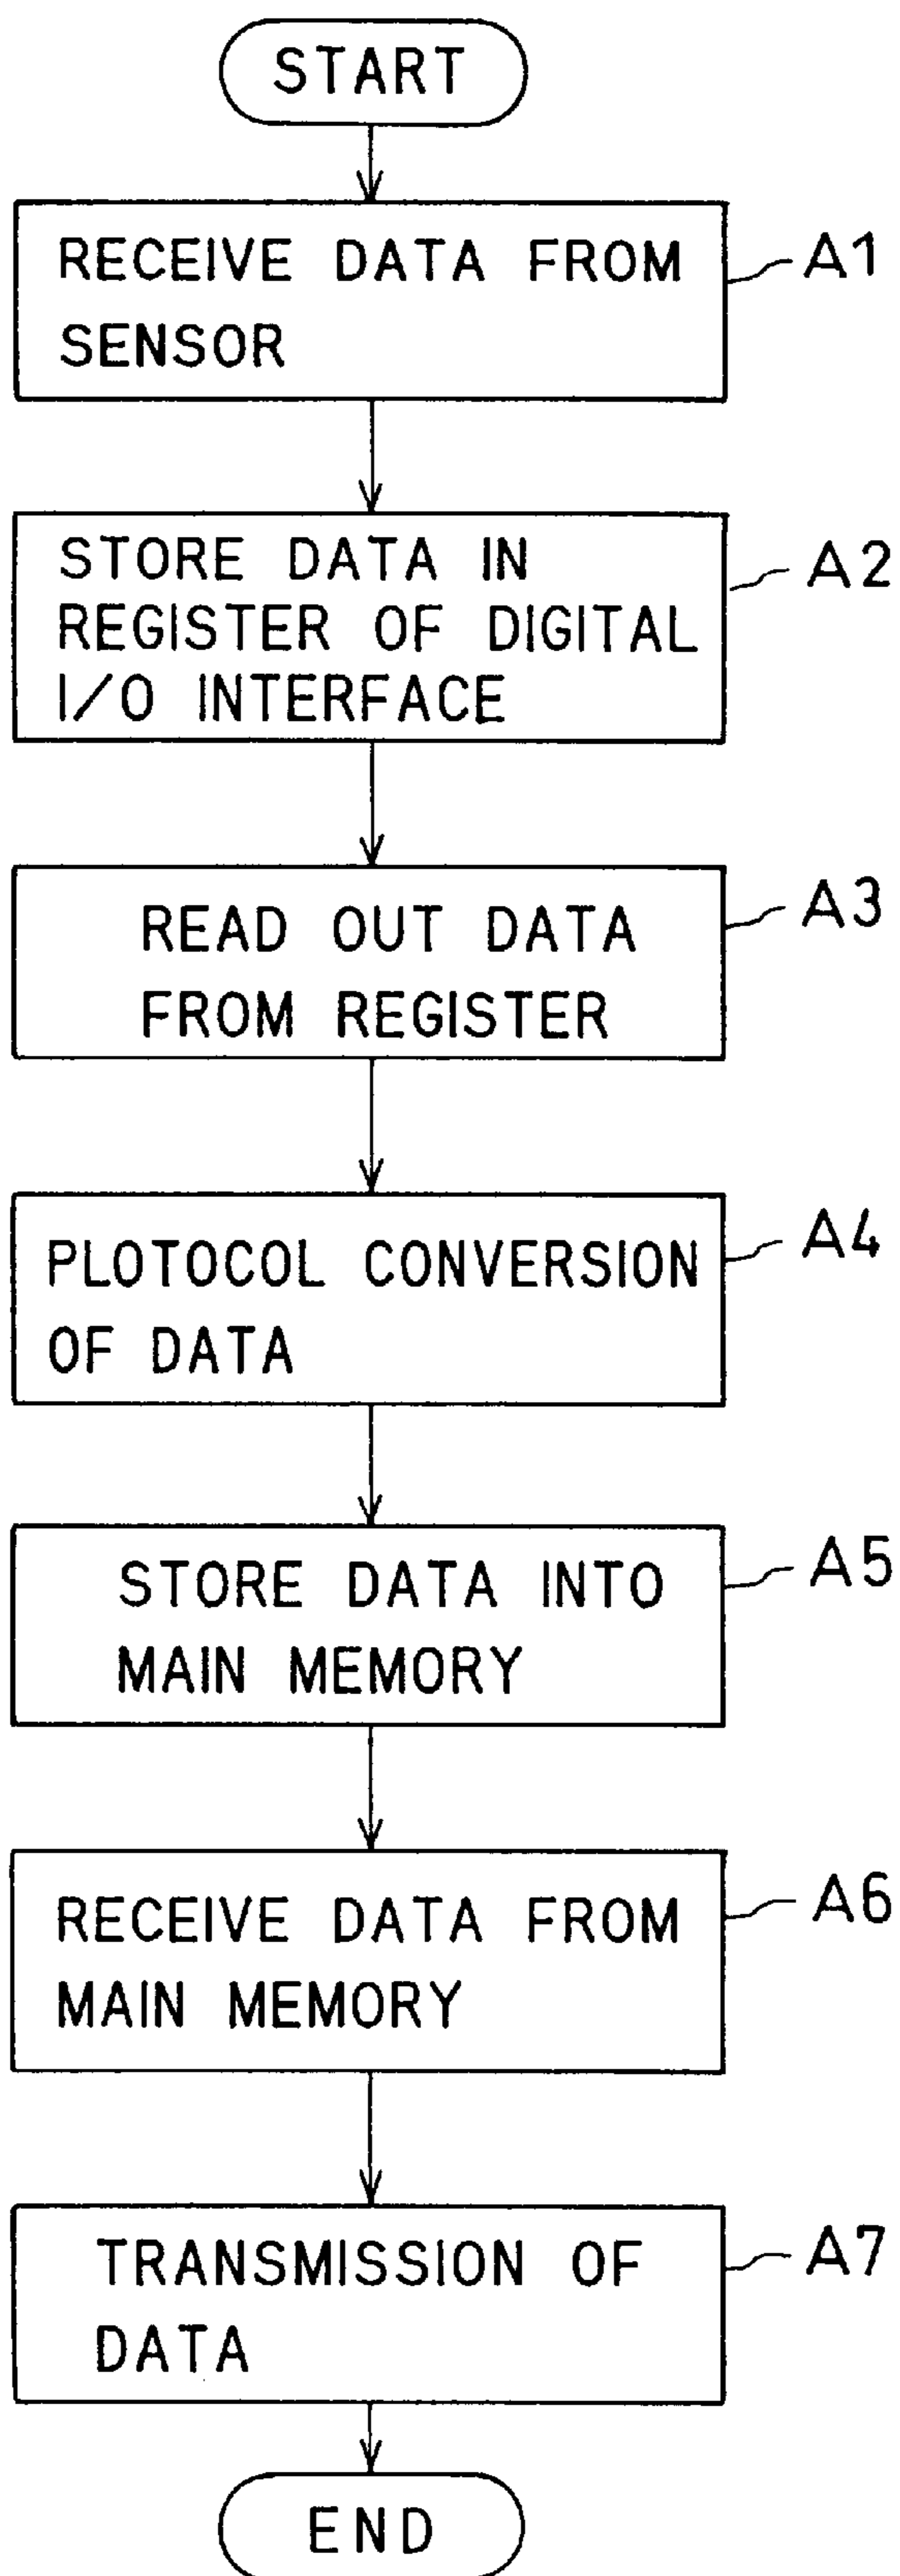 START
RECEIVE DATA FROM
SENSOR
A1
STORE DATA IN
REGISTER OF DIGITAL
I/O INTERFACE
A2
READ OUT DATA
FROM REGISTER
A3
PLOTOCOL CONVERSION
OF DATA
A4
STORE DATA INTO
MAIN MEMORY
A5
RECEIVE DATA FROM
MAIN MEMORY
A6
TRANSMISSION OF
DATA
A7
END